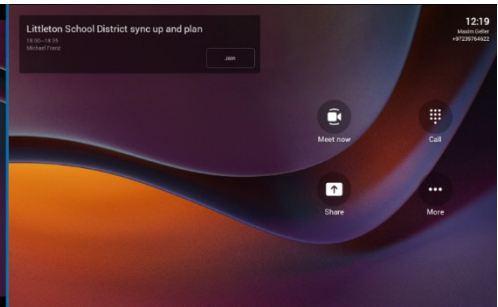 Littleton School District sync up and plan
18:00–18:35
Michael Franz
Join
12:19
Maxim Geller
+97239764622
Meet now
Call
Share
More